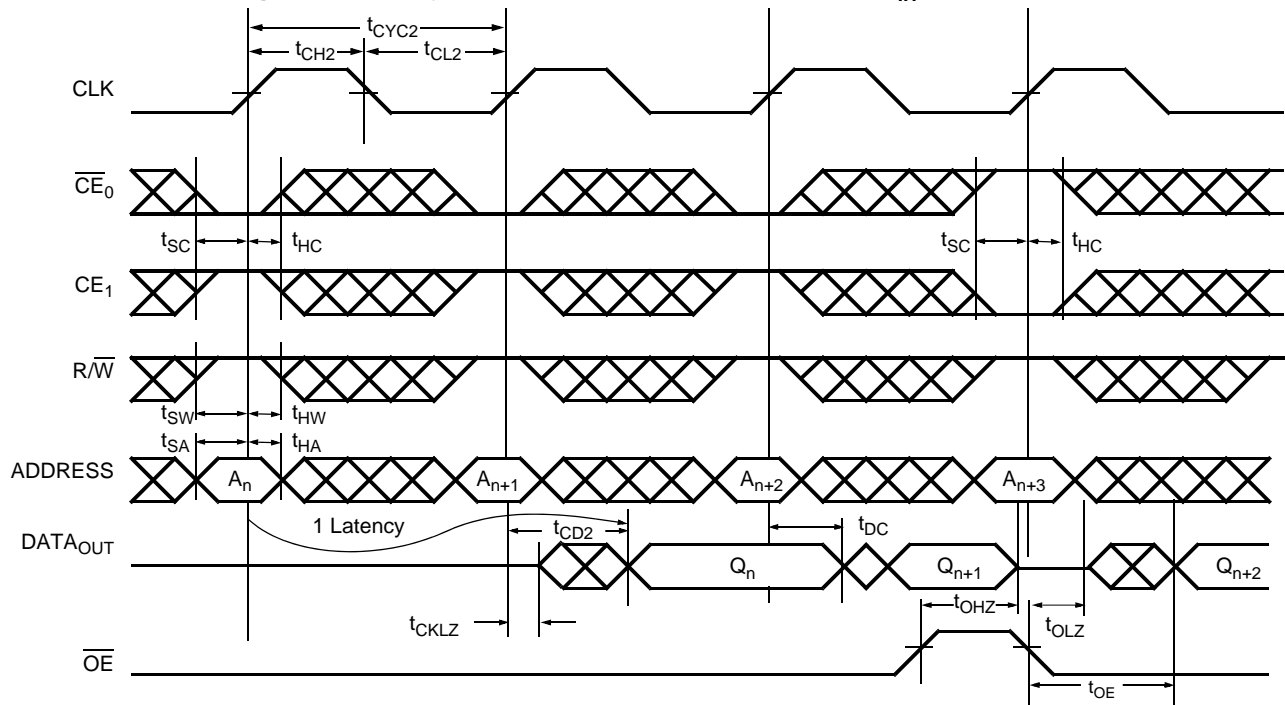 tCYC2
tCH2 tCL2
CLK
CE0
tSC tHC tSC tHC
CE1
R/W
tSW tHW
tSA tHA
ADDRESS An An+1 An+2 An+3
1 Latency tCD2 tDC
DATAOUT Qn Qn+1 Qn+2
tOHZ
tCKLZ tOLZ
OE
tOE